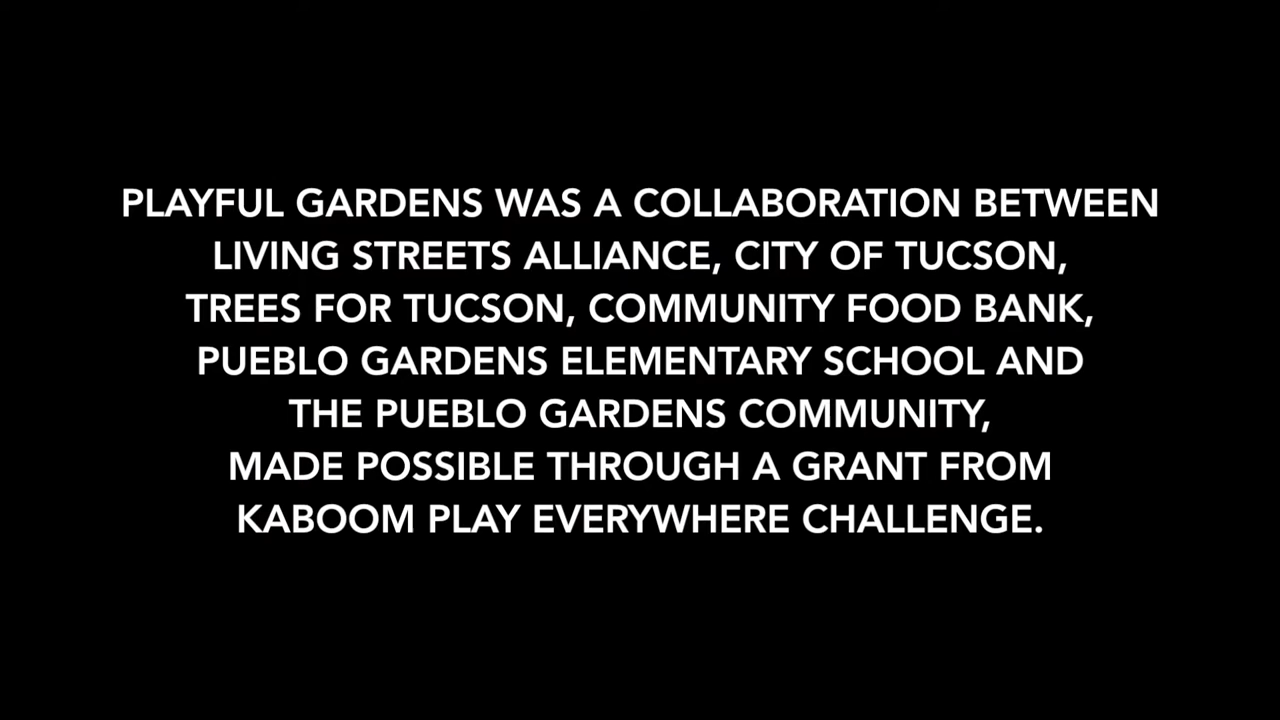 PLAYFUL GARDENS WAS A COLLABORATION BETWEEN
LIVING STREETS ALLIANCE, CITY OF TUCSON,
TREES FOR TUCSON, COMMUNITY FOOD BANK,
PUEBLO GARDENS ELEMENTARY SCHOOL AND
THE PUEBLO GARDENS COMMUNITY,
MADE POSSIBLE THROUGH A GRANT FROM
KABOOM PLAY EVERYWHERE CHALLENGE.